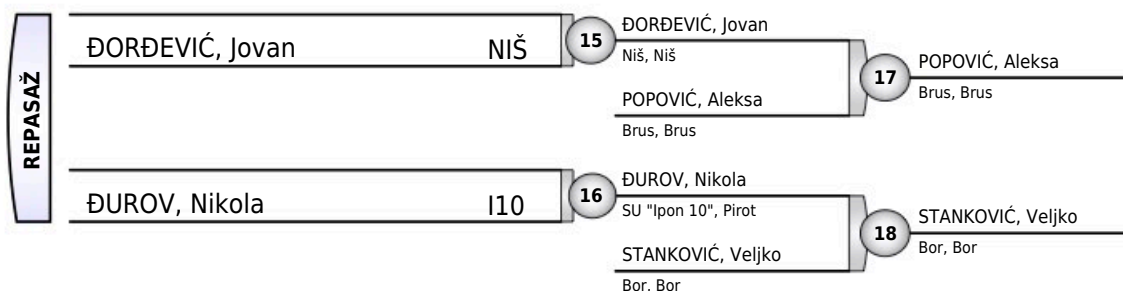 REPASAŽ
ĐORĐEVIĆ, Jovan NIŠ
15
ĐORĐEVIĆ, Jovan
Niš, Niš
POPOVIĆ, Aleksa
Brus, Brus
17
POPOVIĆ, Aleksa
Brus, Brus
ĐUROV, Nikola I10
16
ĐUROV, Nikola
SU "Ipon 10", Pirot
STANKOVIĆ, Veljko
Bor, Bor
18
STANKOVIĆ, Veljko
Bor, Bor